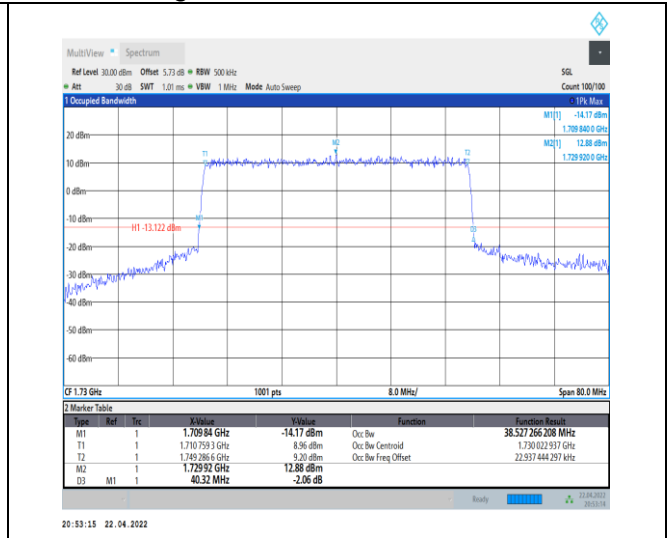 MultiView Spectrum
Ref Level 30.00 dBm Offset 5.73 dB RBW 500 kHz SGL
Att 30 dB SWT 1.01 ms VBW 1 MHz Mode Auto Sweep Count 100/100
1 Occupied Bandwidth 1Pk Max
M1[1] -14.17 dBm
1.709 840 0 GHz
M2[1] 12.88 dBm
1.729 920 0 GHz
20 dBm
M2
T1 T2
10 dBm
0 dBm
-10 dBm
M1
H1 -13.122 dBm
D3
-20 dBm
-30 dBm
-40 dBm
-50 dBm
-60 dBm
CF 1.73 GHz 1001 pts 8.0 MHz/ Span 80.0 MHz
2 Marker Table
Type Ref Trc X-Value Y-Value Function Function Result
M1 1 1.709 84 GHz -14.17 dBm Occ Bw 38.527 266 208 MHz
T1 1 1.710 759 3 GHz 8.96 dBm Occ Bw Centroid 1.730 022 937 GHz
T2 1 1.749 286 6 GHz 9.20 dBm Occ Bw Freq Offset 22.937 444 297 kHz
M2 1 1.729 92 GHz 12.88 dBm
D3 M1 1 40.32 MHz -2.06 dB
Ready 22.04.2022
20:53:14
20:53:15 22.04.2022